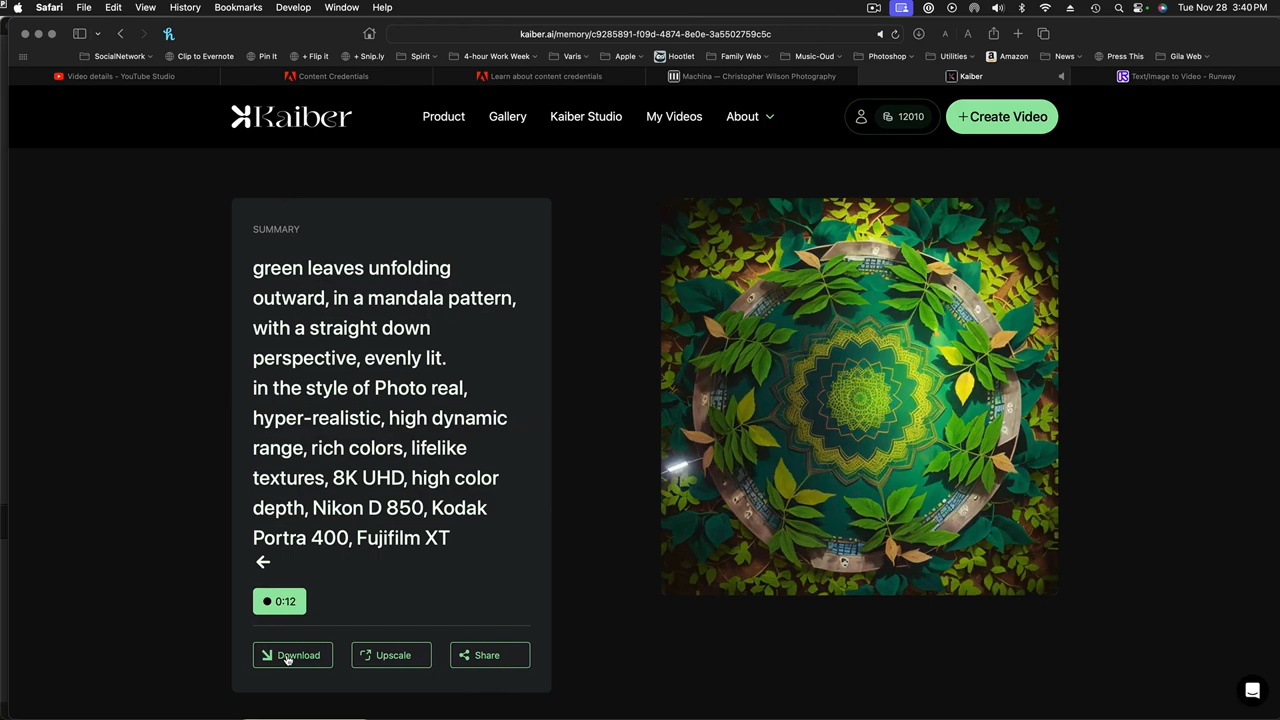 Safari File Edit View History Bookmarks Develop Window Help Tue Nov 28 3:40 PM
kaiber.ai/memory/c9285891-f09d-4874-8e0e-3a5502759c5c A A
SocialNetwork Clip to Evernote Pin It + Flip it + Snip.ly Spirit 4-hour Work Week Varis Apple Hootlet Family Web Music-Oud Photoshop Utilities Amazon News Press This Gila Web
Video details - YouTube Studio Content Credentials Learn about content credentials Machina — Christopher Wilson Photography Kaiber Text/Image to Video - Runway
Kaiber Product Gallery Kaiber Studio My Videos About 12010 +Create Video
SUMMARY
green leaves unfolding
outward, in a mandala pattern,
with a straight down
perspective, evenly lit.
in the style of Photo real,
hyper-realistic, high dynamic
range, rich colors, lifelike
textures, 8K UHD, high color
depth, Nikon D 850, Kodak
Portra 400, Fujifilm XT
0:12
Download Upscale Share